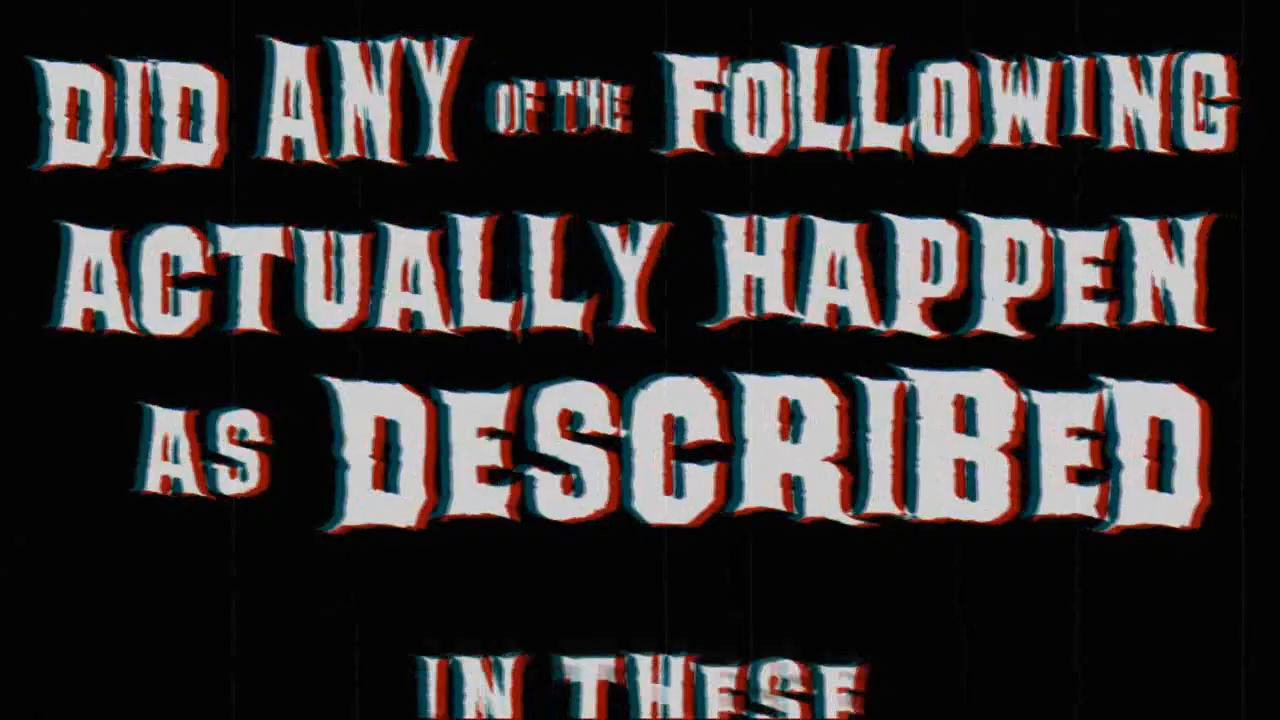 DID ANY OF THE FOLLOWING
ACTUALLY HAPPEN
AS DESCRIBED
IN THESE